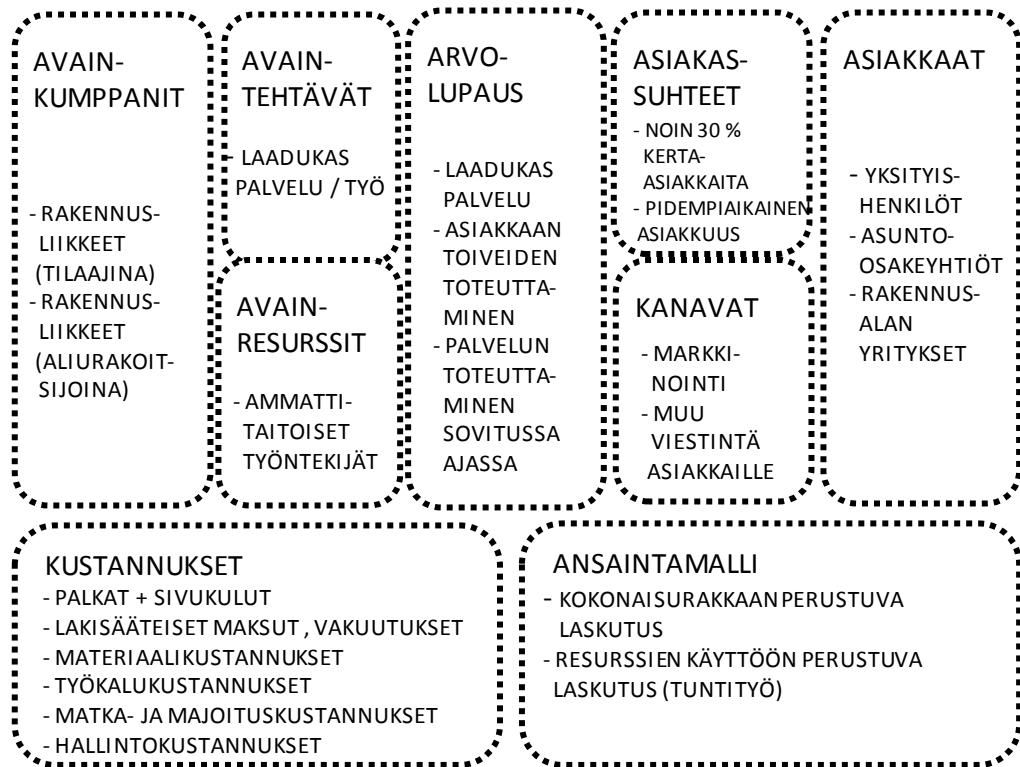 AVAIN-
KUMPPANIT
- RAKENNUS-
LIIKKEET
(TILAAJINA)
- RAKENNUS-
LIIKKEET
(ALIURAKOIT-
SIJOINA)
AVAIN-
TEHTÄVÄT
- LAADUKAS
PALVELU / TYÖ
AVAIN-
RESURSSIT
- AMMATTI-
TAITOISET
TYÖNTEKIJÄT
ARVO-
LUPAUS
- LAADUKAS
PALVELU
- ASIAKKAAN
TOIVEIDEN
TOTEUTTA-
MINEN
- PALVELUN
TOTEUTTA-
MINEN
SOVITUSSA
AJASSA
ASIAKAS-
SUHTEET
- NOIN 30 %
KERTA-
ASIAKKAITA
- PIDEMPIAIKAINEN
ASIAKKUUS
KANAVAT
- MARKKI-
NOINTI
- MUU
VIESTINTÄ
ASIAKKAILLE
ASIAKKAAT
- YKSITYIS-
HENKILÖT
- ASUNTO-
OSAKEYHTIÖT
- RAKENNUS-
ALAN
YRITYKSET
KUSTANNUKSET
- PALKAT + SIVUKULUT
- LAKISÄÄTEISET MAKSUT , VAKUUTUKSET
- MATERIAALIKUSTANNUKSET
- TYÖKALUKUSTANNUKSET
- MATKA- JA MAJOITUSKUSTANNUKSET
- HALLINTOKUSTANNUKSET
ANSAINTAMALLI
- KOKONAISURAKKAAN PERUSTUVA
LASKUTUS
- RESURSSIEN KÄYTTÖÖN PERUSTUVA
LASKUTUS (TUNTITYÖ)